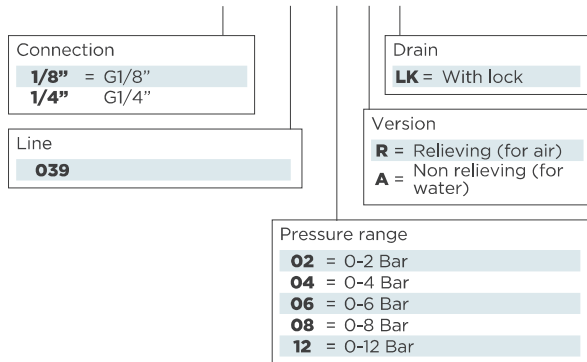 Connection
1/8” = G1/8”
1/4” G1/4”
Line
039
Drain
LK = With lock
Version
R = Relieving (for air)
A = Non relieving (for
water)
Pressure range
02 = 0-2 Bar
04 = 0-4 Bar
06 = 0-6 Bar
08 = 0-8 Bar
12 = 0-12 Bar